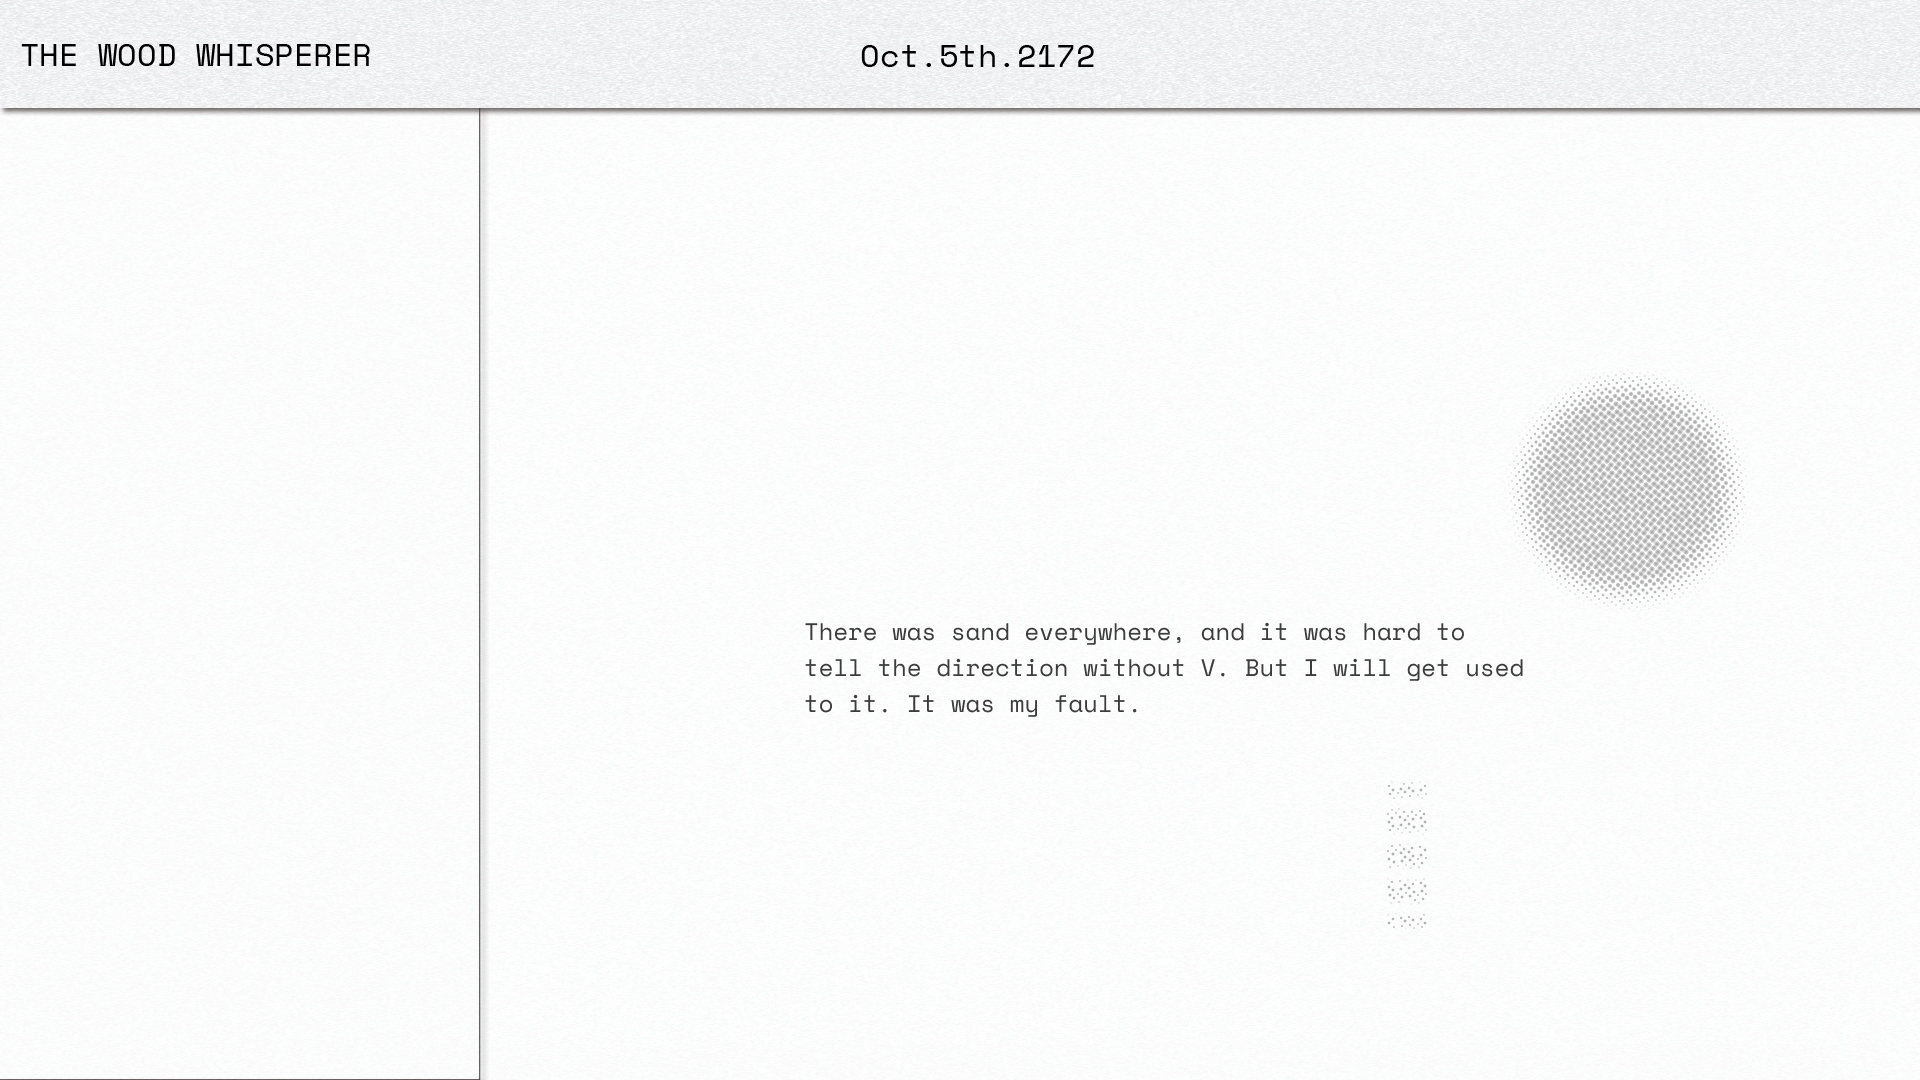 THE WOOD WHISPERER
Oct.5th.2172
There was sand everywhere, and it was hard to
tell the direction without V. But I will get used
to it. It was my fault.